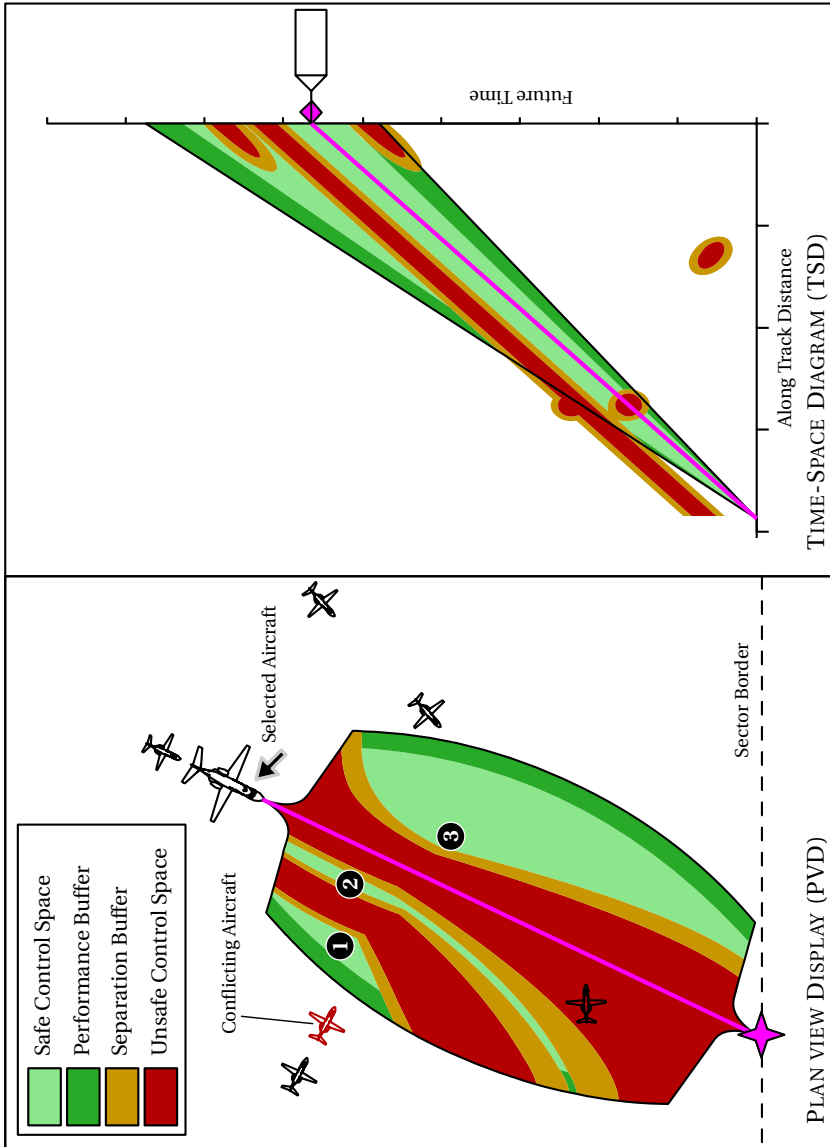 Safe Control Space
Performance Buffer
Separation Buffer
Unsafe Control Space
Conflicting Aircraft
Selected Aircraft
1
2
3
Sector Border
PLAN VIEW DISPLAY (PVD)
Future Time
Along Track Distance
TIME-SPACE DIAGRAM (TSD)